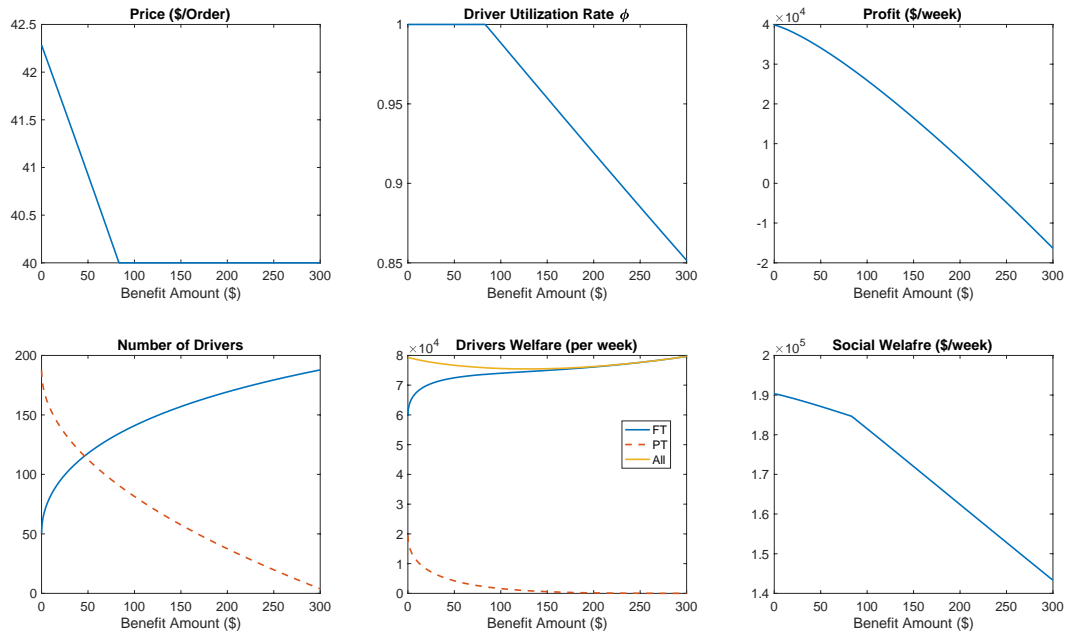 Price ($/Order)
42.5
42
41.5
41
40.5
40
0 50 100 150 200 250 300
Benefit Amount ($)
Driver Utilization Rate ϕ
1
0.95
0.9
0.85
0 50 100 150 200 250 300
Benefit Amount ($)
Profit ($/week)
×10⁴
4
3
2
1
0
-1
-2
0 50 100 150 200 250 300
Benefit Amount ($)
Number of Drivers
200
150
100
50
0
0 50 100 150 200 250 300
Benefit Amount ($)
Drivers Welfare (per week)
×10⁴
8
7
6
5
4
3
2
1
0
FT
PT
All
0 50 100 150 200 250 300
Benefit Amount ($)
Social Welafre ($/week)
×10⁵
2
1.9
1.8
1.7
1.6
1.5
1.4
0 50 100 150 200 250 300
Benefit Amount ($)